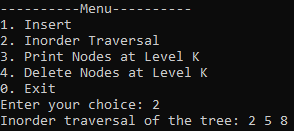 ----------Menu----------
1. Insert
2. Inorder Traversal
3. Print Nodes at Level K
4. Delete Nodes at Level K
0. Exit
Enter your choice: 2
Inorder traversal of the tree: 2 5 8